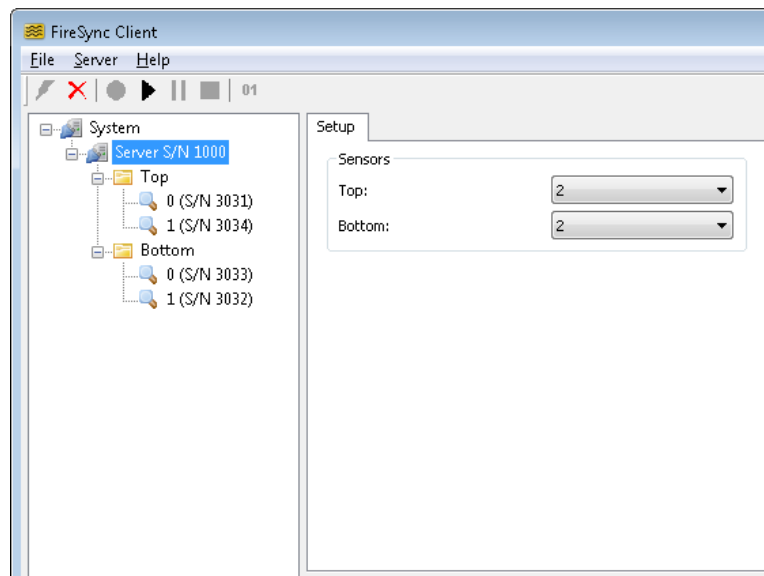 FireSync Client
File Server Help
01
System
Server S/N 1000
Top
0 (S/N 3031)
1 (S/N 3034)
Bottom
0 (S/N 3033)
1 (S/N 3032)
Setup
Sensors
Top: 2
Bottom: 2